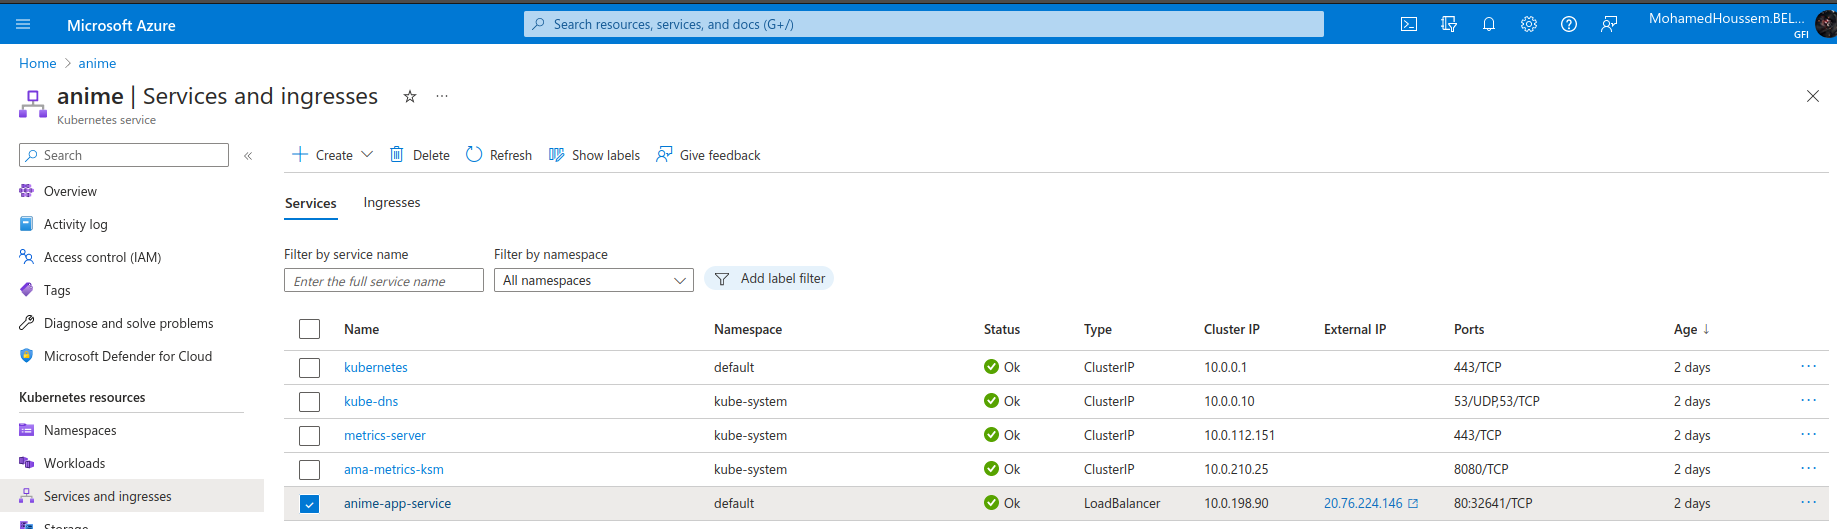 Microsoft Azure
Search resources, services, and docs (G+/)
MohamedHoussem.BEL...
GFI
Home > anime
anime | Services and ingresses
Kubernetes service
Search
Create
Delete
Refresh
Show labels
Give feedback
Overview
Activity log
Access control (IAM)
Tags
Diagnose and solve problems
Microsoft Defender for Cloud
Kubernetes resources
Namespaces
Workloads
Services and ingresses
Storage
Services Ingresses
Filter by service name Filter by namespace
Enter the full service name All namespaces Add label filter
Name Namespace Status Type Cluster IP External IP Ports Age ↓
kubernetes default Ok ClusterIP 10.0.0.1 443/TCP 2 days
kube-dns kube-system Ok ClusterIP 10.0.0.10 53/UDP,53/TCP 2 days
metrics-server kube-system Ok ClusterIP 10.0.112.151 443/TCP 2 days
ama-metrics-ksm kube-system Ok ClusterIP 10.0.210.25 8080/TCP 2 days
anime-app-service default Ok LoadBalancer 10.0.198.90 20.76.224.146 80:32641/TCP 2 days